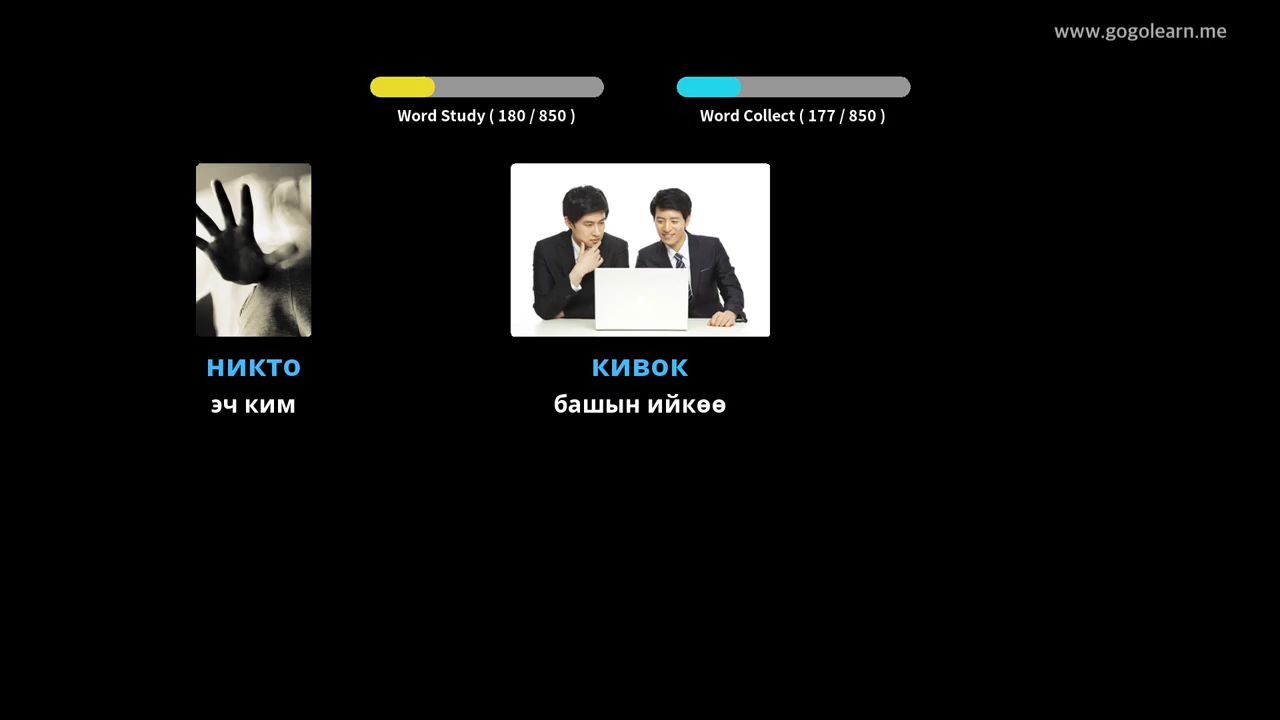 www.gogolearn.me
Word Study ( 180 / 850 )
Word Collect ( 177 / 850 )
никто
эч ким
кивок
башын ийкөө